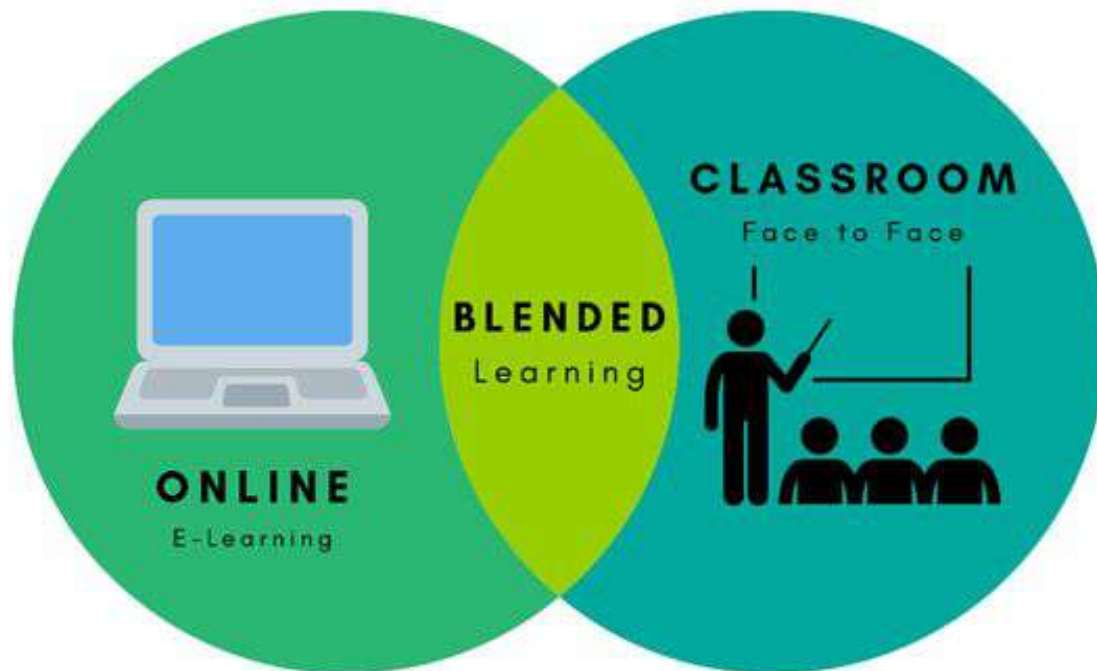 ONLINE
E-Learning
BLENDED
Learning
CLASSROOM
Face to Face